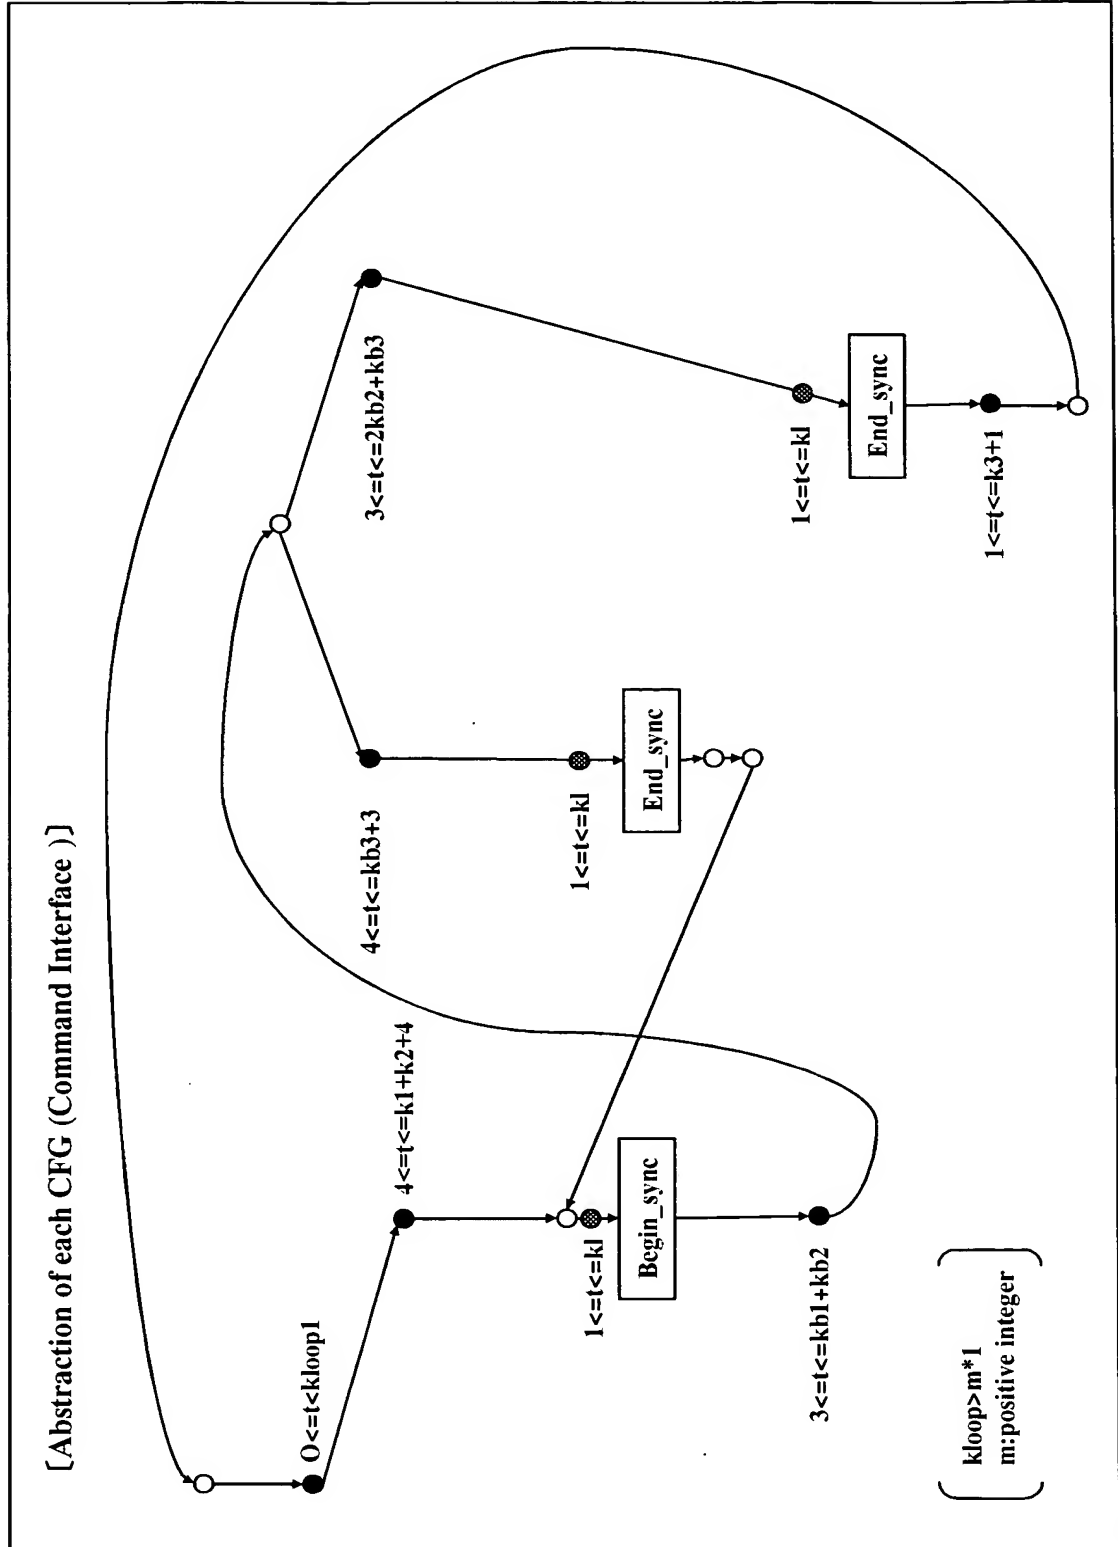 [Abstraction of each CFG (Command Interface )]
O<=t<kloop1
4<=t<=k1+k2+4
1<=t<=kl
Begin_sync
3<=t<=kb1+kb2
4<=t<=kb3+3
1<=t<=kl
End_sync
3<=t<=2kb2+kb3
1<=t<=kl
End_sync
1<=t<=k3+1
kloop>m*1
m:positive integer